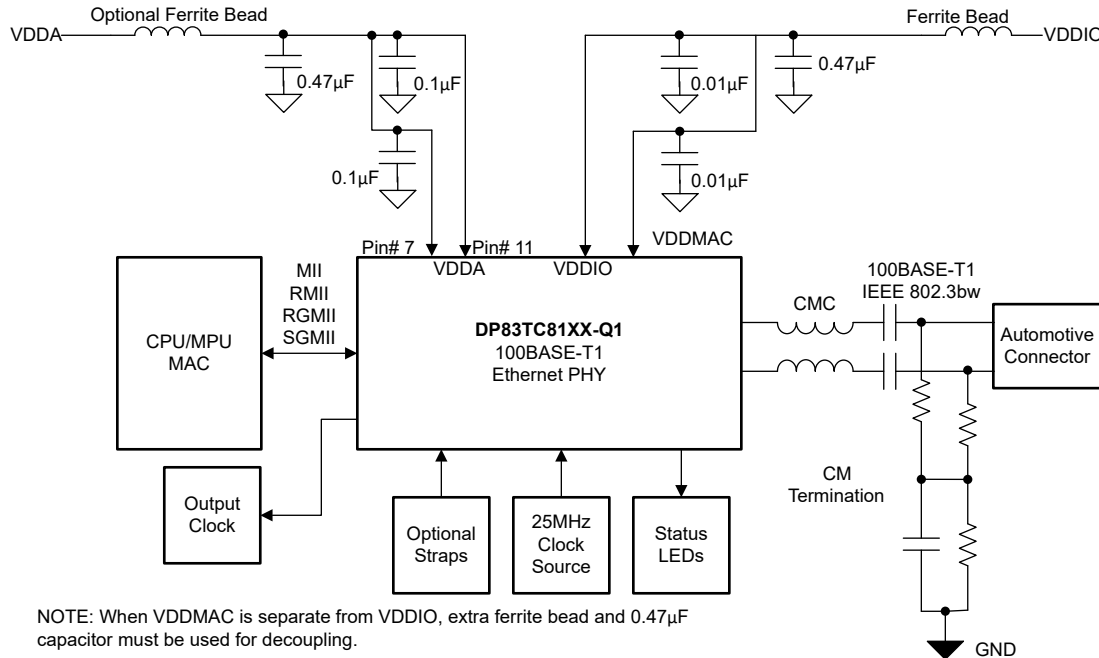 Optional Ferrite Bead
Ferrite Bead
VDDA
VDDIO
0.47µF
0.1µF
0.01µF
0.47µF
0.1µF
0.01µF
Pin# 7
Pin# 11
VDDMAC
VDDA
VDDIO
MII
RMII
RGMII
SGMII
CPU/MPU
MAC
DP83TC81XX-Q1
100BASE-T1
Ethernet PHY
CMC
100BASE-T1
IEEE 802.3bw
Automotive
Connector
CM
Termination
Output
Clock
Optional
Straps
25MHz
Clock
Source
Status
LEDs
NOTE: When VDDMAC is separate from VDDIO, extra ferrite bead and 0.47µF
capacitor must be used for decoupling.
GND